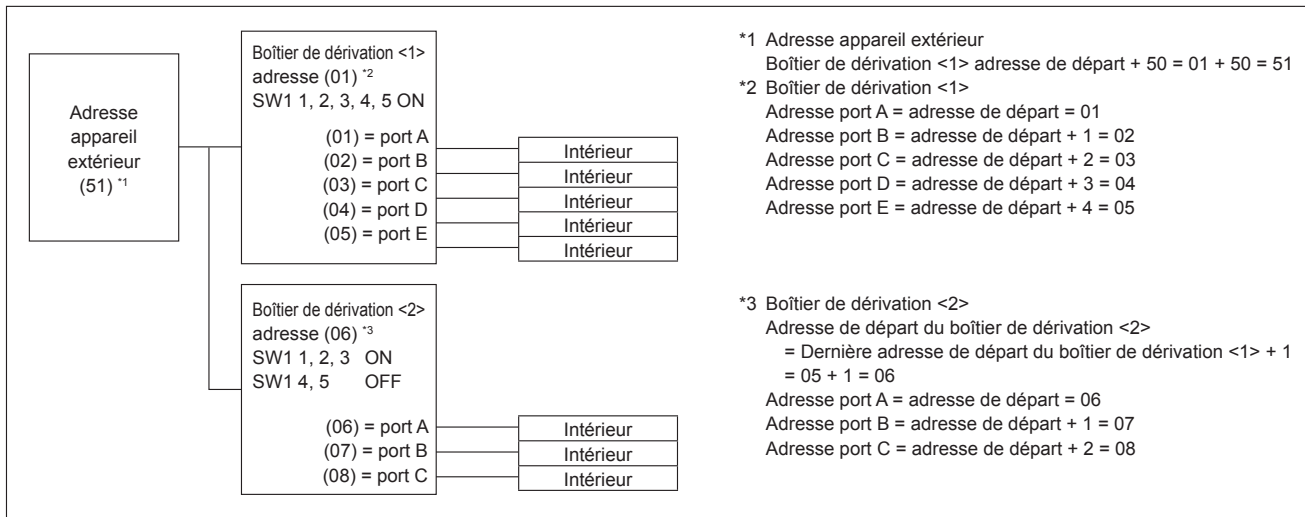 Adresse
appareil
extérieur
(51) *1
Boîtier de dérivation <1>
adresse (01) *2
SW1 1, 2, 3, 4, 5 ON
(01) = port A
(02) = port B
(03) = port C
(04) = port D
(05) = port E
Intérieur
Intérieur
Intérieur
Intérieur
Intérieur
Boîtier de dérivation <2>
adresse (06) *3
SW1 1, 2, 3 ON
SW1 4, 5 OFF
(06) = port A
(07) = port B
(08) = port C
Intérieur
Intérieur
Intérieur
*1 Adresse appareil extérieur
Boîtier de dérivation <1> adresse de départ + 50 = 01 + 50 = 51
*2 Boîtier de dérivation <1>
Adresse port A = adresse de départ = 01
Adresse port B = adresse de départ + 1 = 02
Adresse port C = adresse de départ + 2 = 03
Adresse port D = adresse de départ + 3 = 04
Adresse port E = adresse de départ + 4 = 05
*3 Boîtier de dérivation <2>
Adresse de départ du boîtier de dérivation <2>
= Dernière adresse de départ du boîtier de dérivation <1> + 1
= 05 + 1 = 06
Adresse port A = adresse de départ = 06
Adresse port B = adresse de départ + 1 = 07
Adresse port C = adresse de départ + 2 = 08